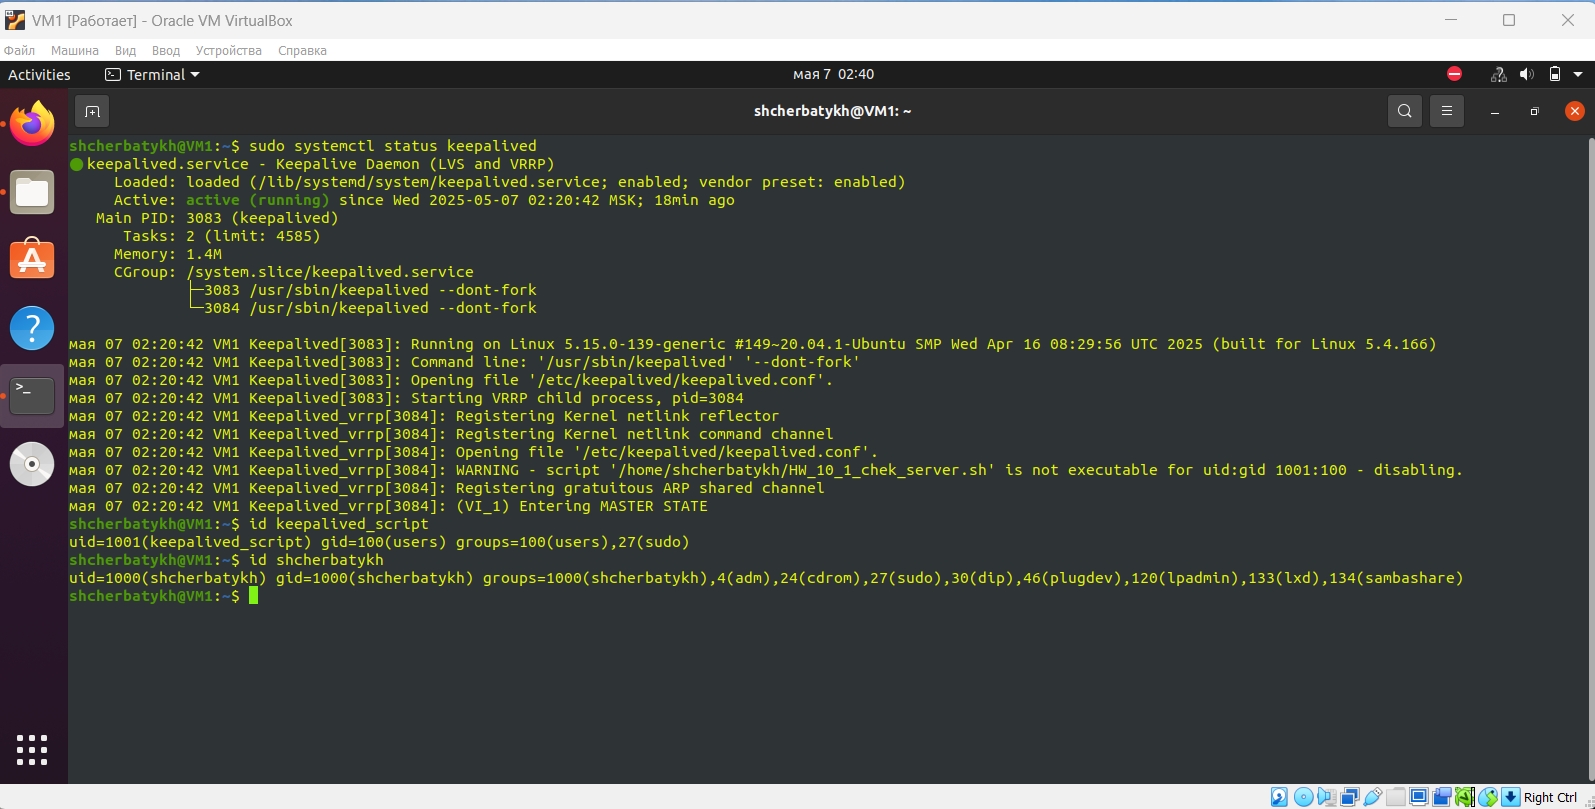 VM1 [Работает] - Oracle VM VirtualBox
Файл Машина Вид Ввод Устройства Справка
Activities Terminal мая 7 02:40
shcherbatykh@VM1: ~
shcherbatykh@VM1:~$ sudo systemctl status keepalived
keepalived.service - Keepalive Daemon (LVS and VRRP)
Loaded: loaded (/lib/systemd/system/keepalived.service; enabled; vendor preset: enabled)
Active: active (running) since Wed 2025-05-07 02:20:42 MSK; 18min ago
Main PID: 3083 (keepalived)
Tasks: 2 (limit: 4585)
Memory: 1.4M
CGroup: /system.slice/keepalived.service
├─3083 /usr/sbin/keepalived --dont-fork
└─3084 /usr/sbin/keepalived --dont-fork
мая 07 02:20:42 VM1 Keepalived[3083]: Running on Linux 5.15.0-139-generic #149~20.04.1-Ubuntu SMP Wed Apr 16 08:29:56 UTC 2025 (built for Linux 5.4.166)
мая 07 02:20:42 VM1 Keepalived[3083]: Command line: '/usr/sbin/keepalived' '--dont-fork'
мая 07 02:20:42 VM1 Keepalived[3083]: Opening file '/etc/keepalived/keepalived.conf'.
мая 07 02:20:42 VM1 Keepalived[3083]: Starting VRRP child process, pid=3084
мая 07 02:20:42 VM1 Keepalived_vrrp[3084]: Registering Kernel netlink reflector
мая 07 02:20:42 VM1 Keepalived_vrrp[3084]: Registering Kernel netlink command channel
мая 07 02:20:42 VM1 Keepalived_vrrp[3084]: Opening file '/etc/keepalived/keepalived.conf'.
мая 07 02:20:42 VM1 Keepalived_vrrp[3084]: WARNING - script '/home/shcherbatykh/HW_10_1_chek_server.sh' is not executable for uid:gid 1001:100 - disabling.
мая 07 02:20:42 VM1 Keepalived_vrrp[3084]: Registering gratuitous ARP shared channel
мая 07 02:20:42 VM1 Keepalived_vrrp[3084]: (VI_1) Entering MASTER STATE
shcherbatykh@VM1:~$ id keepalived_script
uid=1001(keepalived_script) gid=100(users) groups=100(users),27(sudo)
shcherbatykh@VM1:~$ id shcherbatykh
uid=1000(shcherbatykh) gid=1000(shcherbatykh) groups=1000(shcherbatykh),4(adm),24(cdrom),27(sudo),30(dip),46(plugdev),120(lpadmin),133(lxd),134(sambashare)
shcherbatykh@VM1:~$
Right Ctrl